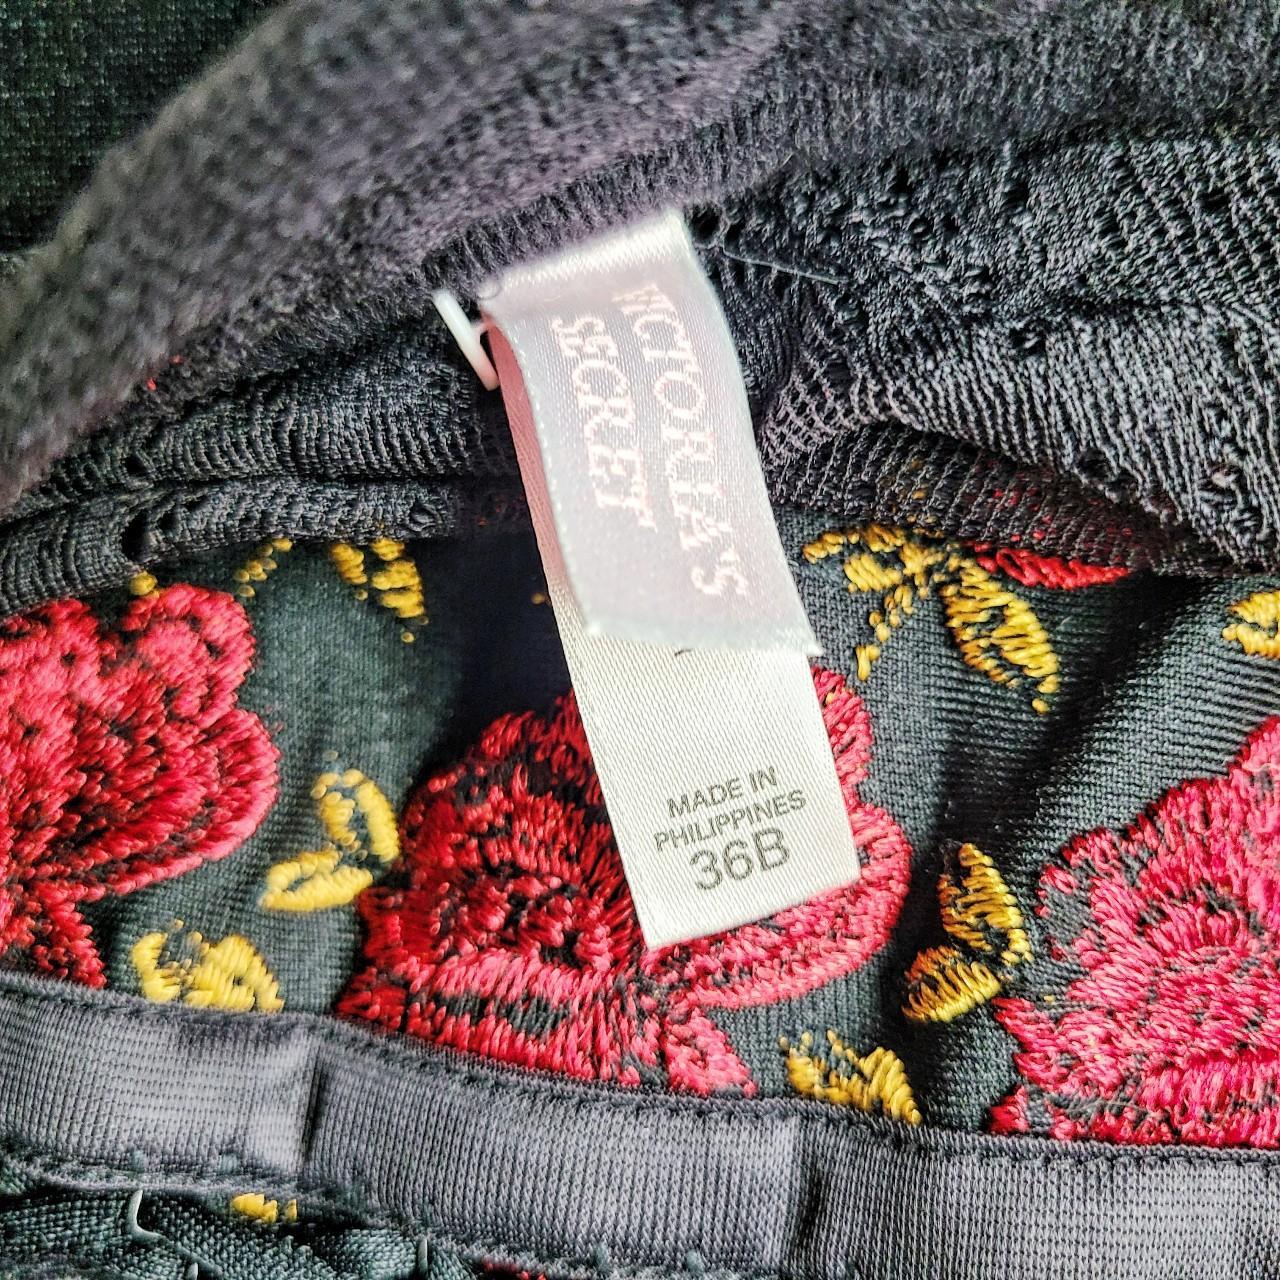 VICTORIA'S
SECRET
MADE IN
PHILIPPINES
36B